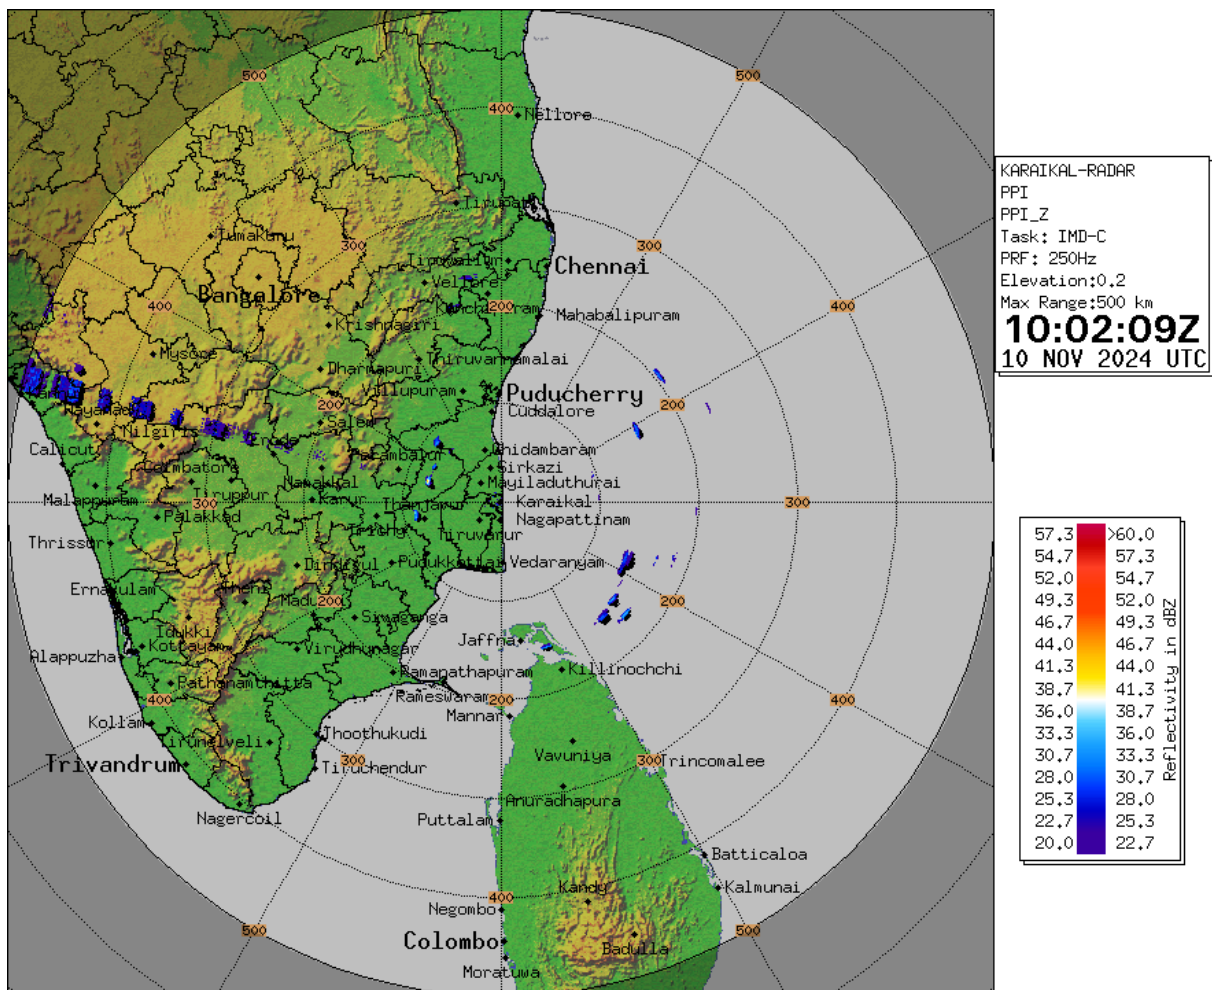 500
500
400
Nellore
Tirupati
Tumakuru
300
300
Tiruvallur
Chennai
Vellore
Bangalore
400
200
400
Mahabalipuram
Krishnagiri
Mysore
Thiruvannamalai
Dharmapuri
Villupuram
Puducherry
200
200
Cuddalore
Salem
Nilgiris
Erode
Calicut
Chidambaram
Perambalur
Coimbatore
Sirkazi
Namakkal
Mayiladuthurai
Tiruppur
Malappuram
300
Karur
Thanjavur
Karaikal
300
Palakkad
Trichy
Nagapattinam
Thrissur
Tiruvarur
Dindigul
Pudukkottai
Vedaranyam
Ernakulam
Theni
Madurai
200
200
Sivaganga
Idukki
Kottayam
Virudhunagar
Jaffna
Alappuzha
Killinochchi
Ramanathapuram
Pathanamthitta
Rameswaram
400
200
400
Mannar
Kollam
Thoothukudi
Tirunelveli
Vavuniya
Trivandrum
300
Tiruchendur
300
Trincomalee
Anuradhapura
Nagercoil
Puttalam
Batticaloa
Kandy
Kalmunai
400
Negombo
500
500
Colombo
Badulla
Moratuwa
KARAIKAL-RADAR
PPI
PPI_Z
Task: IMD-C
PRF: 250Hz
Elevation:0.2
Max Range:500 km
10:02:09Z
10 NOV 2024 UTC
57.3 >60.0
54.7 57.3
52.0 54.7
49.3 52.0
46.7 49.3
44.0 46.7
41.3 44.0
38.7 41.3
36.0 38.7
33.3 36.0
30.7 33.3
28.0 30.7
25.3 28.0
22.7 25.3
20.0 22.7
Reflectivity in dBZ